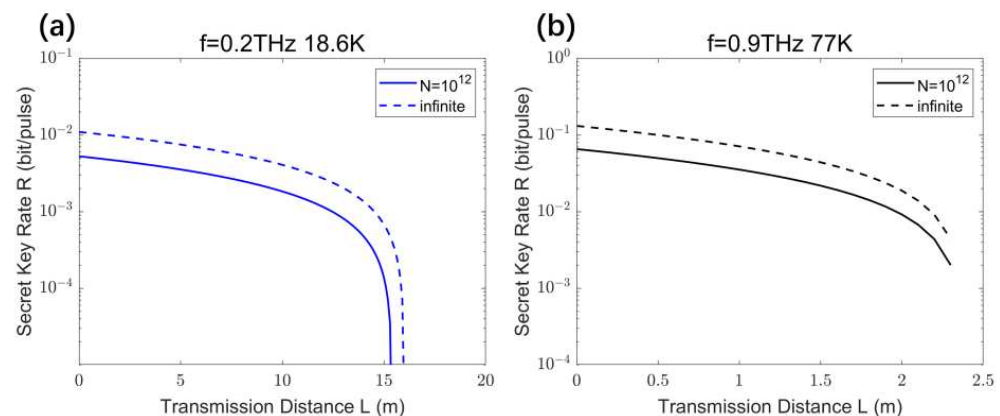 (a)
f=0.2THz 18.6K
Secret Key Rate R (bit/pulse)
10^-1
10^-2
10^-3
10^-4
N=10^12
infinite
0 5 10 15 20
Transmission Distance L (m)
(b)
f=0.9THz 77K
Secret Key Rate R (bit/pulse)
10^0
10^-1
10^-2
10^-3
10^-4
N=10^12
infinite
0 0.5 1 1.5 2 2.5
Transmission Distance L (m)